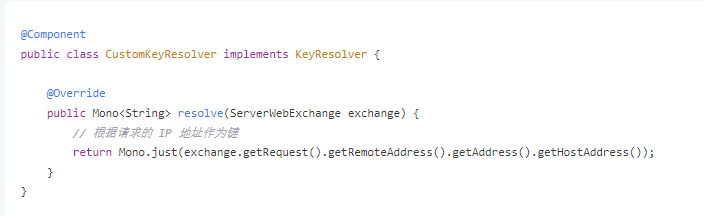 @Component
public class CustomKeyResolver implements KeyResolver {
@Override
public Mono<String> resolve(ServerWebExchange exchange) {
// 根据请求的 IP 地址作为键
return Mono.just(exchange.getRequest().getRemoteAddress().getAddress().getHostAddress());
}
}